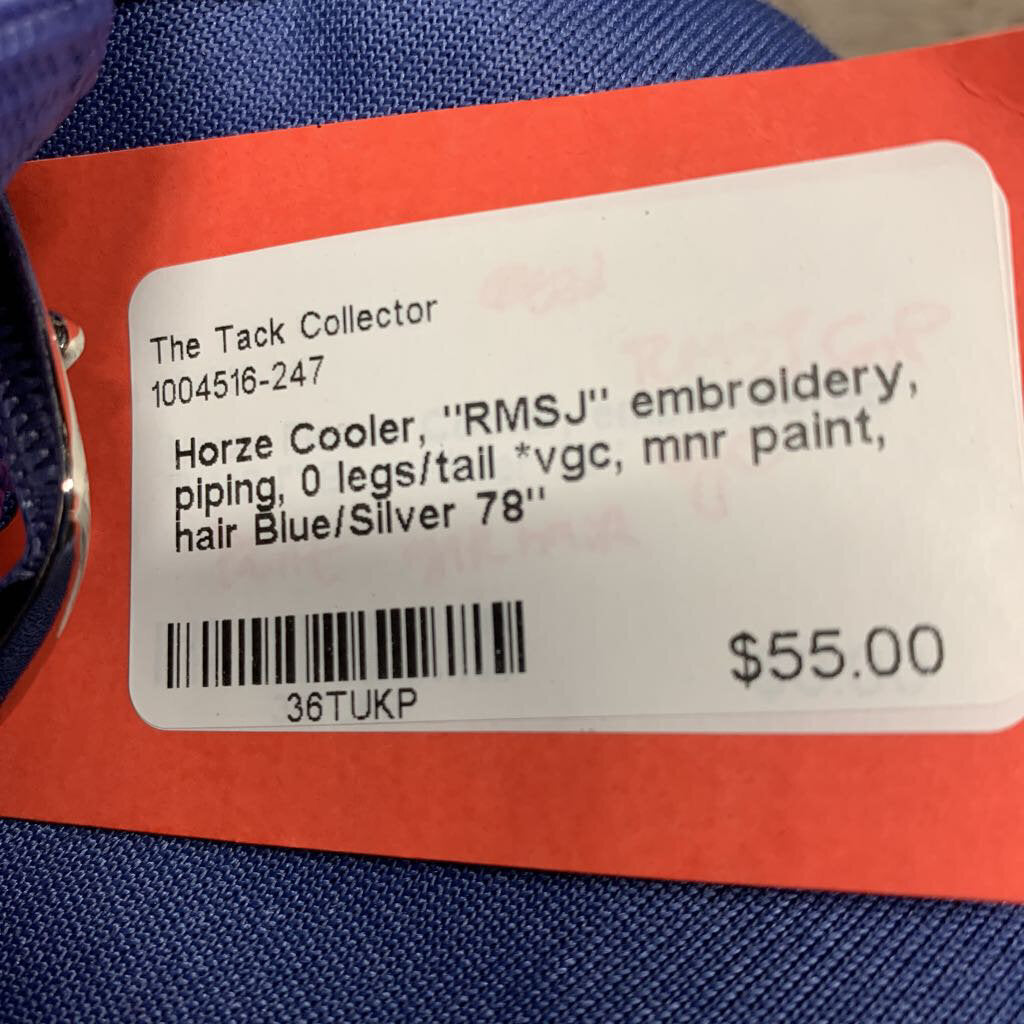 The Tack Collector
1004516-247
Horze Cooler, "RMSJ" embroidery,
piping, 0 legs/tail *vgc, mnr paint,
hair Blue/Silver 78"
36TUKP
$55.00